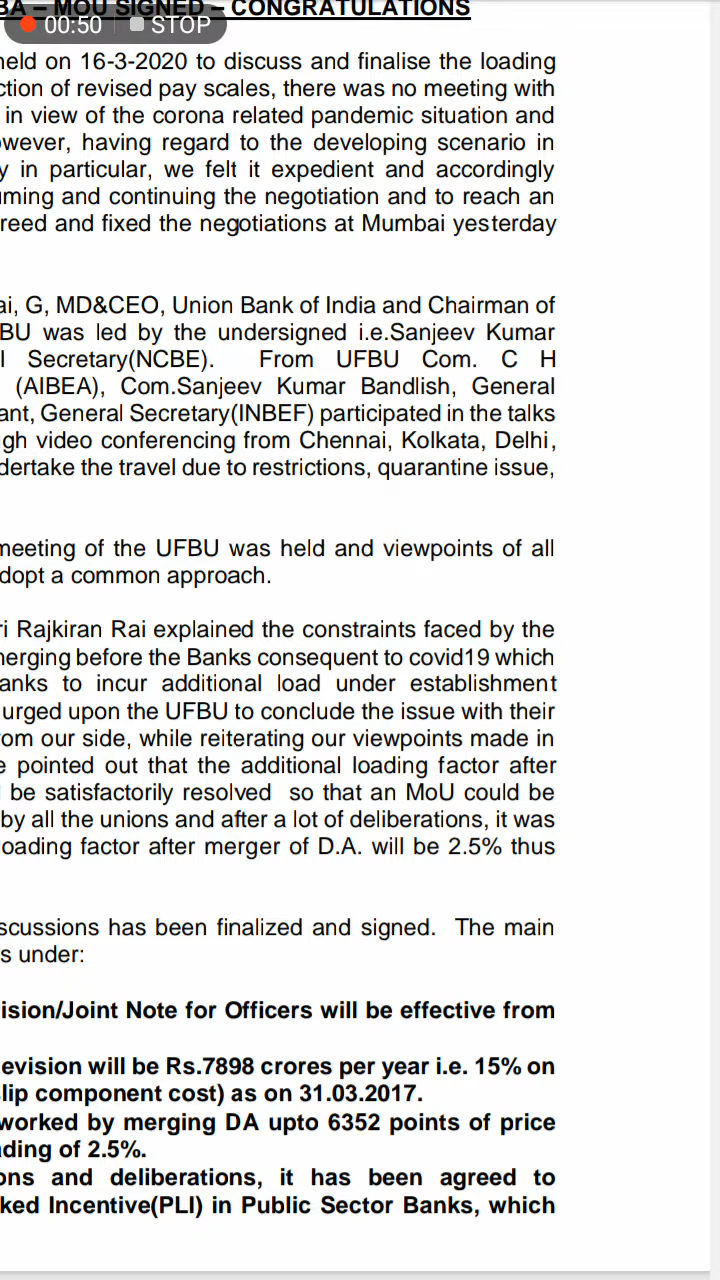 BA – MOU SIGNED – CONGRATULATIONS
00:50 STOP
held on 16-3-2020 to discuss and finalise the loading
ction of revised pay scales, there was no meeting with
in view of the corona related pandemic situation and
owever, having regard to the developing scenario in
y in particular, we felt it expedient and accordingly
uming and continuing the negotiation and to reach an
reed and fixed the negotiations at Mumbai yesterday
ai, G, MD&CEO, Union Bank of India and Chairman of
BU was led by the undersigned i.e.Sanjeev Kumar
l Secretary(NCBE). From UFBU Com. C H
(AIBEA), Com.Sanjeev Kumar Bandlish, General
ant, General Secretary(INBEF) participated in the talks
gh video conferencing from Chennai, Kolkata, Delhi,
dertake the travel due to restrictions, quarantine issue,
meeting of the UFBU was held and viewpoints of all
dopt a common approach.
ri Rajkiran Rai explained the constraints faced by the
nerging before the Banks consequent to covid19 which
anks to incur additional load under establishment
urged upon the UFBU to conclude the issue with their
rom our side, while reiterating our viewpoints made in
e pointed out that the additional loading factor after
be satisfactorily resolved so that an MoU could be
by all the unions and after a lot of deliberations, it was
oading factor after merger of D.A. will be 2.5% thus
scussions has been finalized and signed. The main
s under:
ision/Joint Note for Officers will be effective from
evision will be Rs.7898 crores per year i.e. 15% on
lip component cost) as on 31.03.2017.
worked by merging DA upto 6352 points of price
ding of 2.5%.
ons and deliberations, it has been agreed to
ked Incentive(PLI) in Public Sector Banks, which